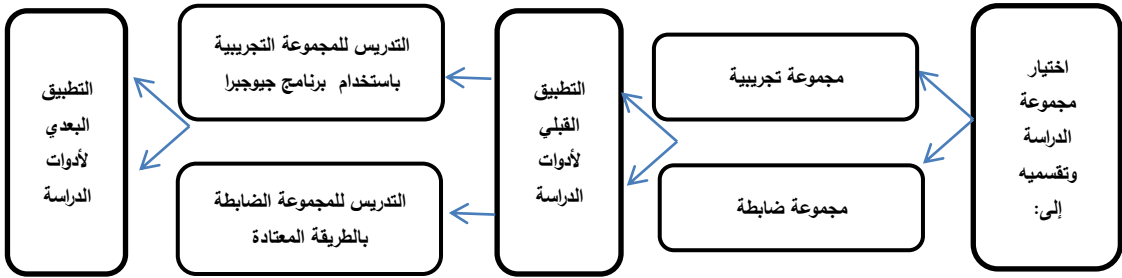 اختيار
مجموعة
الدراسة
وتقسميه
إلى:
مجموعة تجريبية
مجموعة ضابطة
التطبيق
القبلي
لأدوات
الدراسة
التدريس للمجموعة التجريبية
باستخدام برنامج جيوجبرا
التدريس للمجموعة الضابطة
بالطريقة المعتادة
التطبيق
البعدي
لأدوات
الدراسة